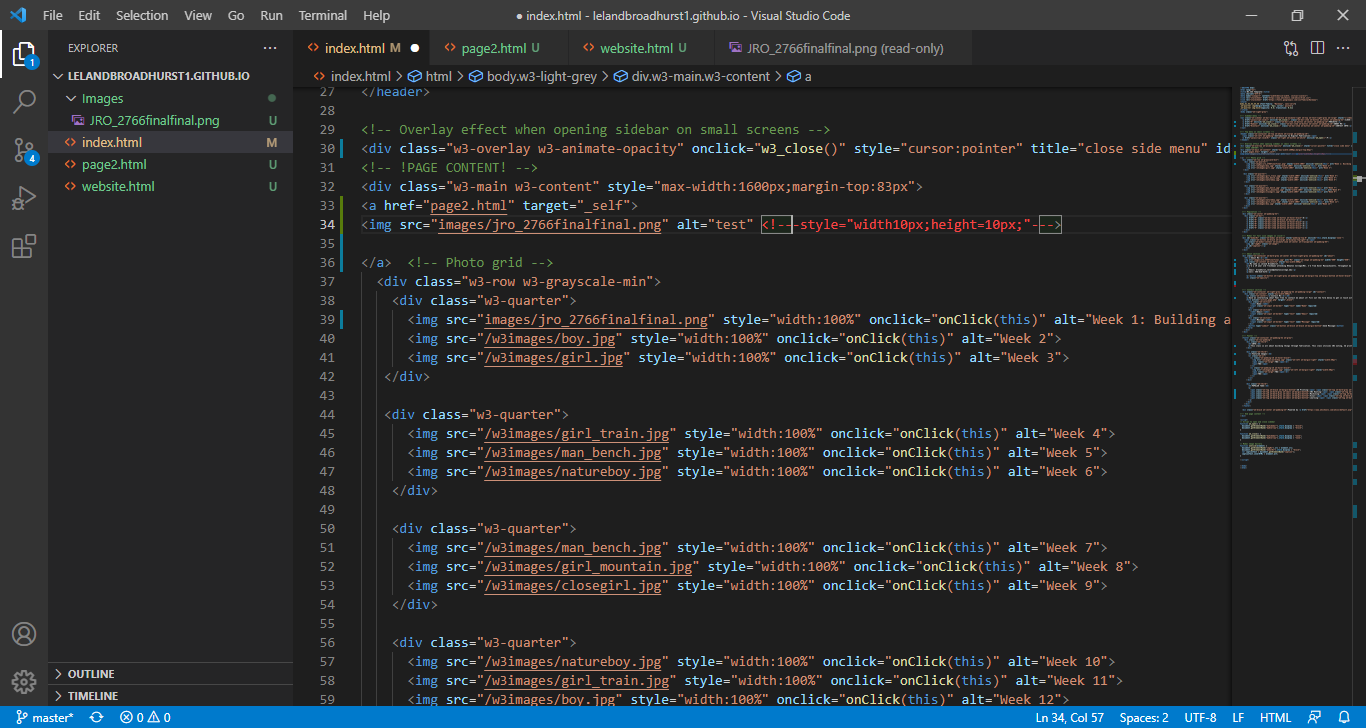 File Edit Selection View Go Run Terminal Help
● index.html - lelandbroadhurst1.github.io - Visual Studio Code
EXPLORER ···
LELANDBROADHURST1.GITHUB.IO
Images
JRO_2766finalfinal.png U
index.html M
page2.html U
website.html U
OUTLINE
TIMELINE
1
4
index.html M ● page2.html U website.html U JRO_2766finalfinal.png (read-only)
index.html > html > body.w3-light-grey > div.w3-main.w3-content > a
27 </header>
28
29 <!-- Overlay effect when opening sidebar on small screens -->
30 <div class="w3-overlay w3-animate-opacity" onclick="w3_close()" style="cursor:pointer" title="close side menu" id
31 <!-- !PAGE CONTENT! -->
32 <div class="w3-main w3-content" style="max-width:1600px;margin-top:83px">
33 <a href="page2.html" target="_self">
34 <img src="images/jro_2766finalfinal.png" alt="test" <!-- style="width10px;height=10px;" -->
35
36 </a>  <!-- Photo grid -->
37 <div class="w3-row w3-grayscale-min">
38 <div class="w3-quarter">
39 <img src="images/jro_2766finalfinal.png" style="width:100%" onclick="onClick(this)" alt="Week 1: Building a
40 <img src="/w3images/boy.jpg" style="width:100%" onclick="onClick(this)" alt="Week 2">
41 <img src="/w3images/girl.jpg" style="width:100%" onclick="onClick(this)" alt="Week 3">
42 </div>
43
44 <div class="w3-quarter">
45 <img src="/w3images/girl_train.jpg" style="width:100%" onclick="onClick(this)" alt="Week 4">
46 <img src="/w3images/man_bench.jpg" style="width:100%" onclick="onClick(this)" alt="Week 5">
47 <img src="/w3images/natureboy.jpg" style="width:100%" onclick="onClick(this)" alt="Week 6">
48 </div>
49
50 <div class="w3-quarter">
51 <img src="/w3images/man_bench.jpg" style="width:100%" onclick="onClick(this)" alt="Week 7">
52 <img src="/w3images/girl_mountain.jpg" style="width:100%" onclick="onClick(this)" alt="Week 8">
53 <img src="/w3images/closegirl.jpg" style="width:100%" onclick="onClick(this)" alt="Week 9">
54 </div>
55
56 <div class="w3-quarter">
57 <img src="/w3images/natureboy.jpg" style="width:100%" onclick="onClick(this)" alt="Week 10">
58 <img src="/w3images/girl_train.jpg" style="width:100%" onclick="onClick(this)" alt="Week 11">
59 <img src="/w3images/boy.jpg" style="width:100%" onclick="onClick(this)" alt="Week 12">
master* 0 0 Ln 34, Col 57 Spaces: 2 UTF-8 LF HTML